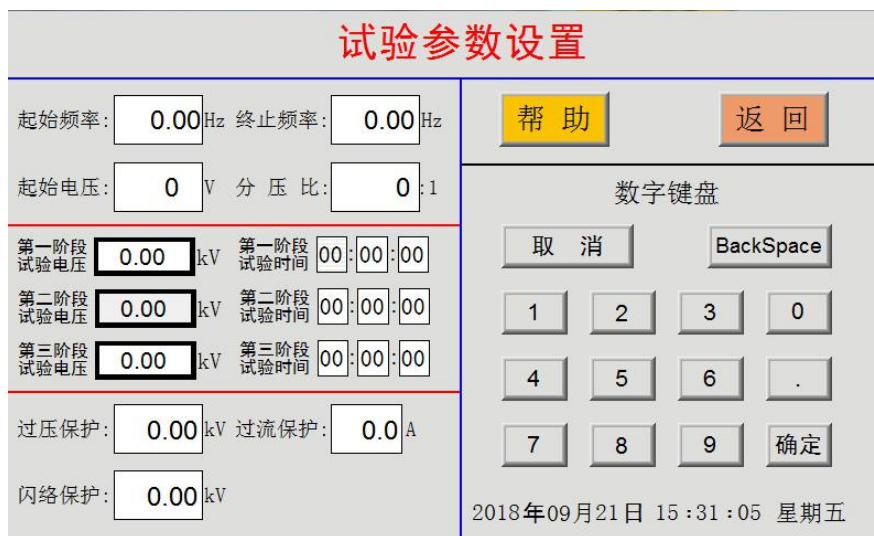 试验参数设置
起始频率: 0.00 Hz 终止频率: 0.00 Hz
起始电压: 0 V 分 压 比: 0 :1
第一阶段试验电压 0.00 kV 第一阶段试验时间 00:00:00
第二阶段试验电压 0.00 kV 第二阶段试验时间 00:00:00
第三阶段试验电压 0.00 kV 第三阶段试验时间 00:00:00
过压保护: 0.00 kV 过流保护: 0.0 A
闪络保护: 0.00 kV
帮 助 返 回
数字键盘
取 消 BackSpace
1 2 3 0
4 5 6 .
7 8 9 确定
2018年09月21日 15:31:05 星期五